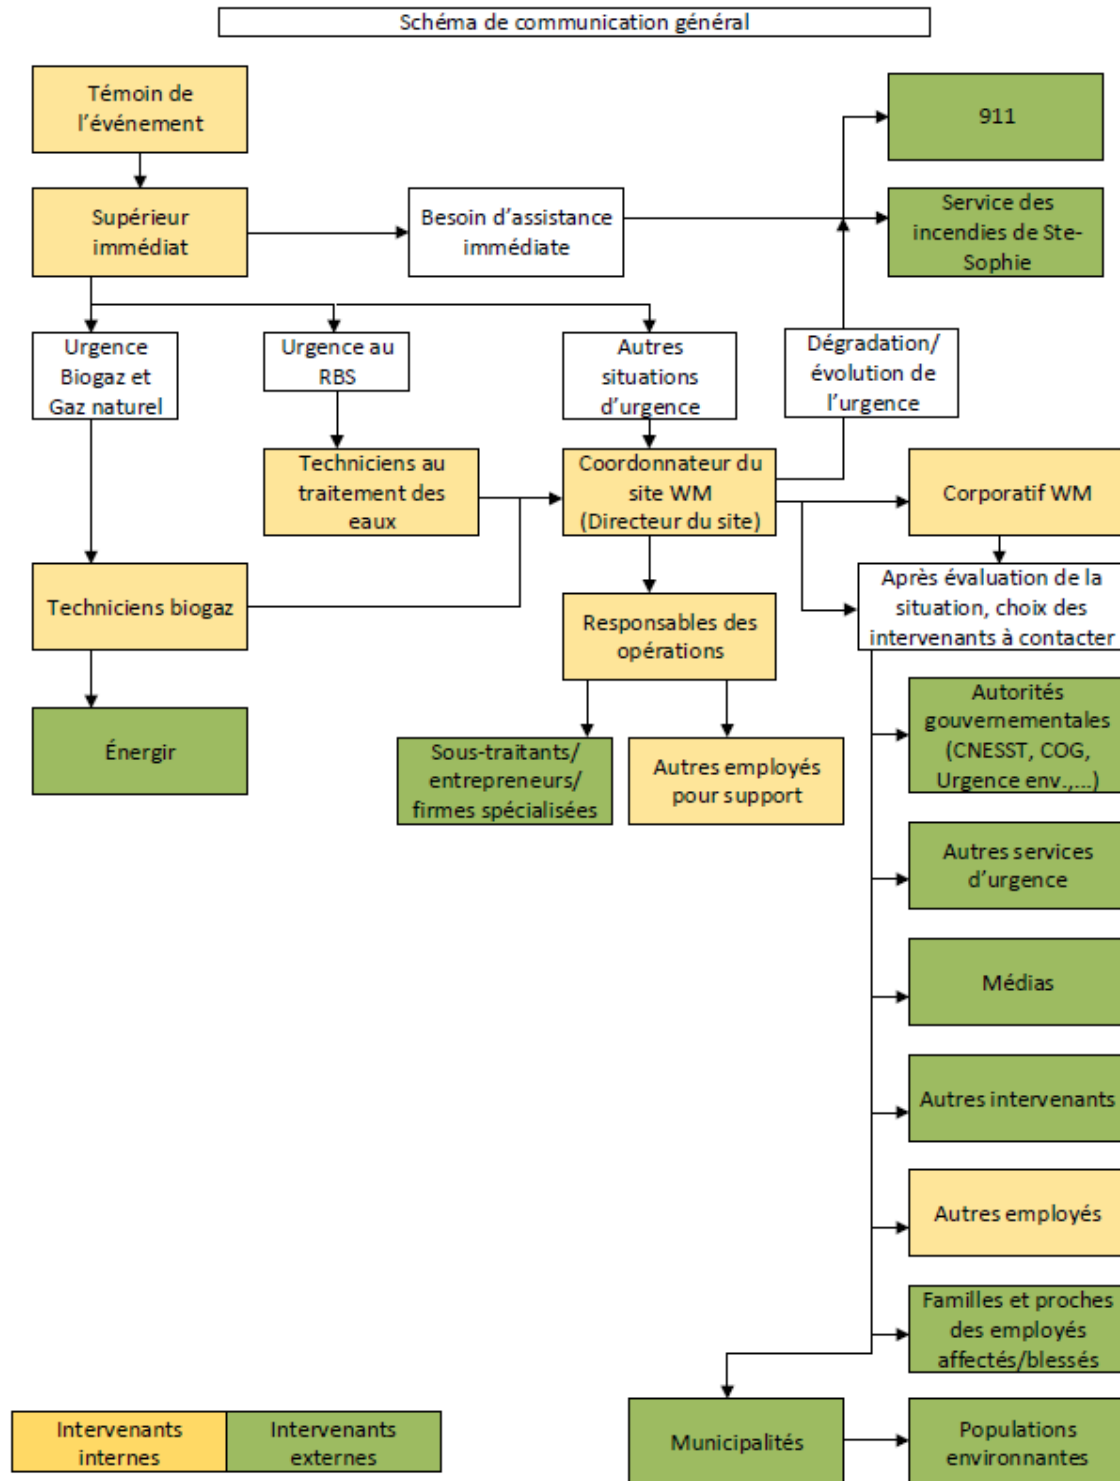 Schéma de communication général
Témoin de
l’événement
911
Supérieur
immédiat
Besoin d’assistance
immédiate
Service des
incendies de Ste-
Sophie
Urgence
Biogaz et
Gaz naturel
Urgence au
RBS
Autres
situations
d’urgence
Dégradation/
évolution de
l’urgence
Techniciens au
traitement des
eaux
Coordonnateur du
site WM
(Directeur du site)
Corporatif WM
Techniciens biogaz
Responsables des
opérations
Après évaluation de la
situation, choix des
intervenants à contacter
Énergir
Sous-traitants/
entrepreneurs/
firmes spécialisées
Autres employés
pour support
Autorités
gouvernementales
(CNESST, COG,
Urgence env.,...)
Autres services
d’urgence
Médias
Autres intervenants
Autres employés
Familles et proches
des employés
affectés/blessés
Intervenants
internes
Intervenants
externes
Municipalités
Populations
environnantes